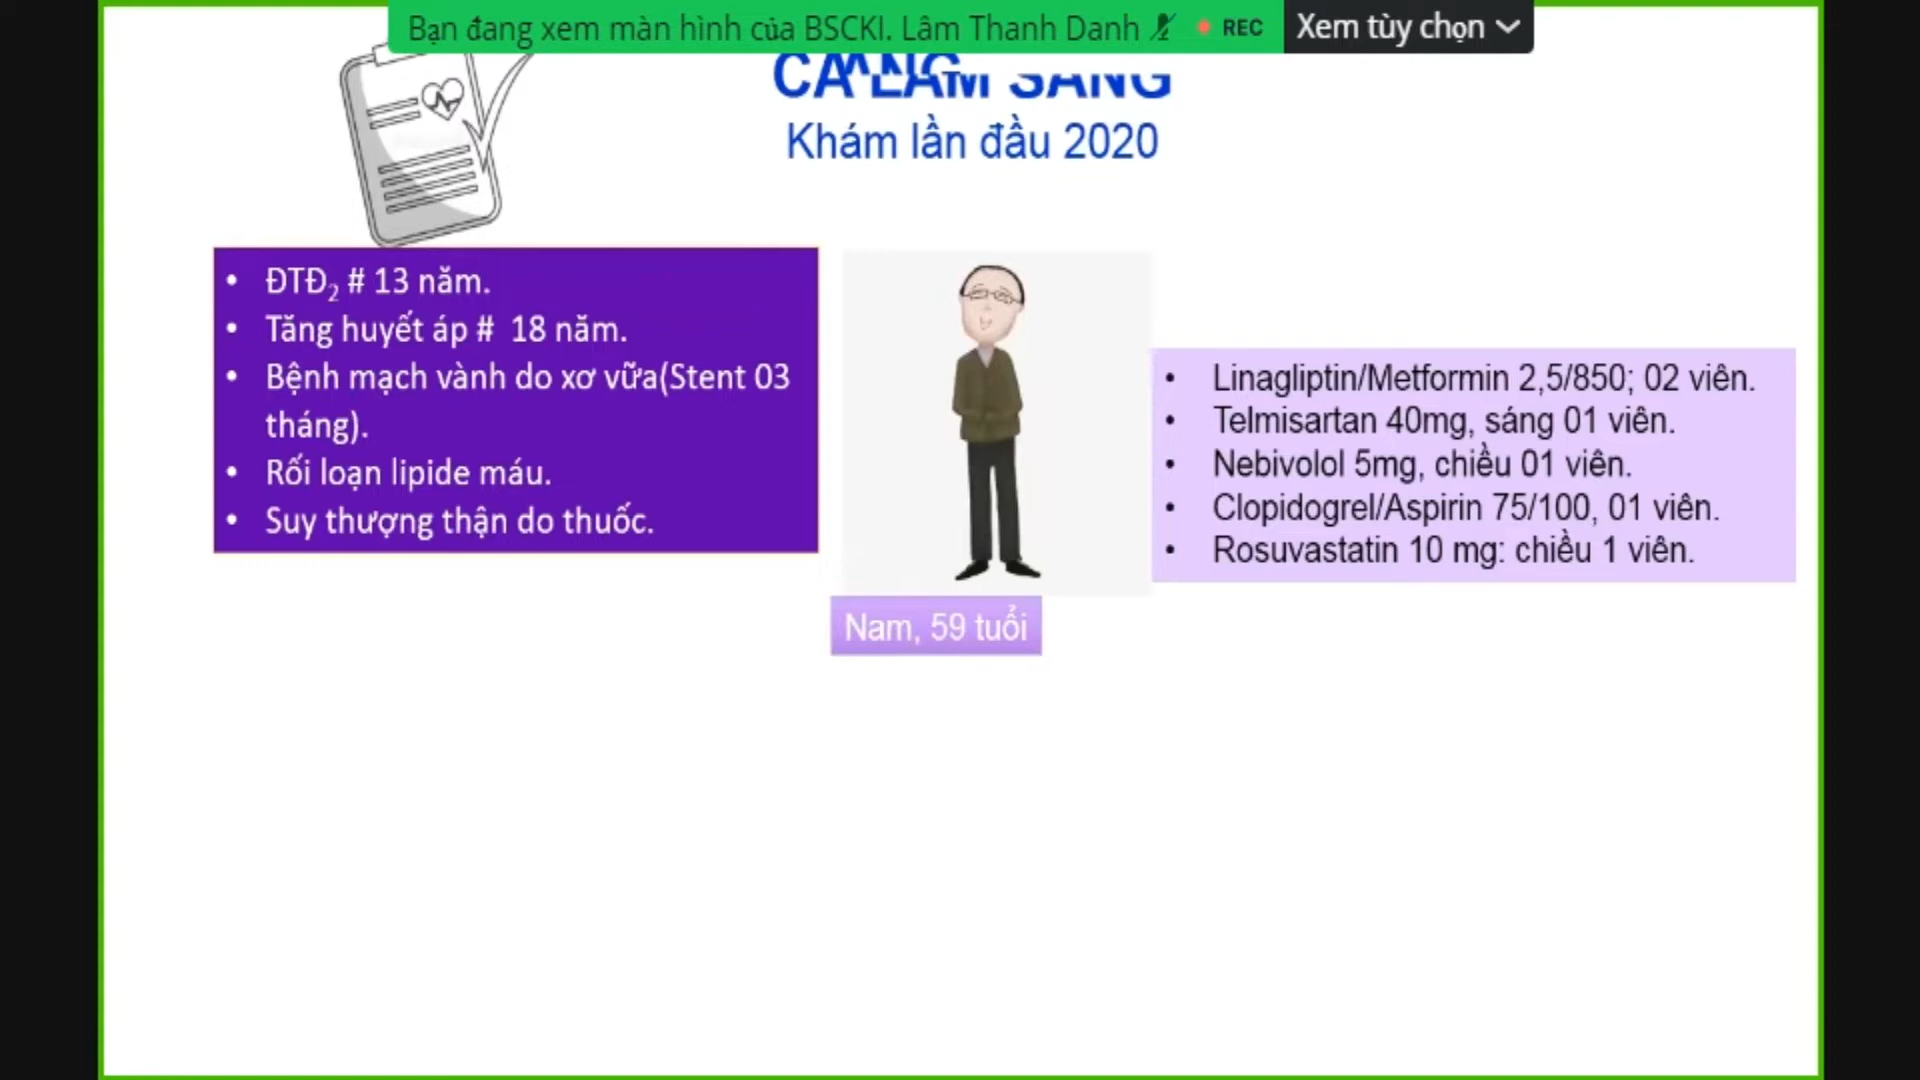 Bạn đang xem màn hình của BSCKI. Lâm Thanh Danh
REC
Xem tùy chọn
CA LÂM SÀNG
Khám lần đầu 2020
• ĐTĐ₂ # 13 năm.
• Tăng huyết áp # 18 năm.
• Bệnh mạch vành do xơ vữa(Stent 03
tháng).
• Rối loạn lipide máu.
• Suy thượng thận do thuốc.
• Linagliptin/Metformin 2,5/850; 02 viên.
• Telmisartan 40mg, sáng 01 viên.
• Nebivolol 5mg, chiều 01 viên.
• Clopidogrel/Aspirin 75/100, 01 viên.
• Rosuvastatin 10 mg: chiều 1 viên.
Nam, 59 tuổi